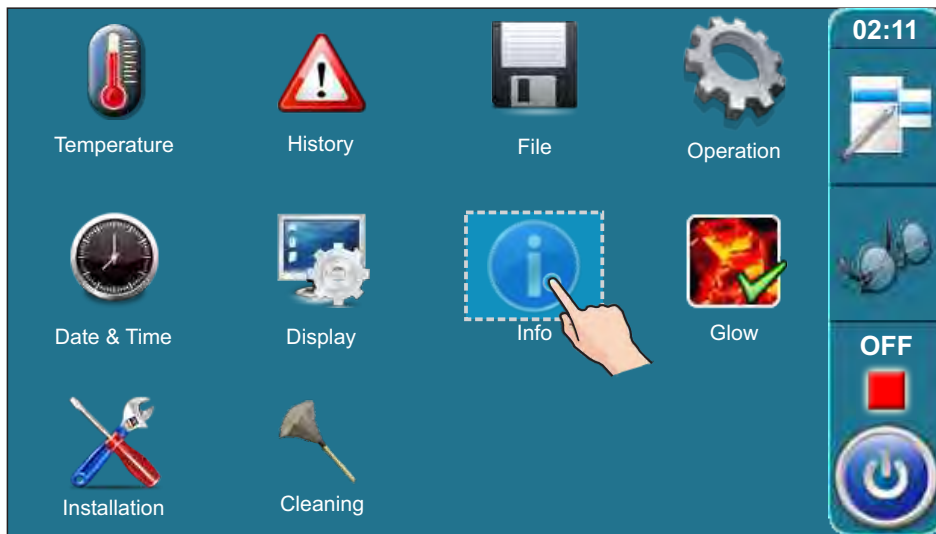 02:11
Temperature
History
File
Operation
Date & Time
Display
Info
Glow
OFF
Installation
Cleaning